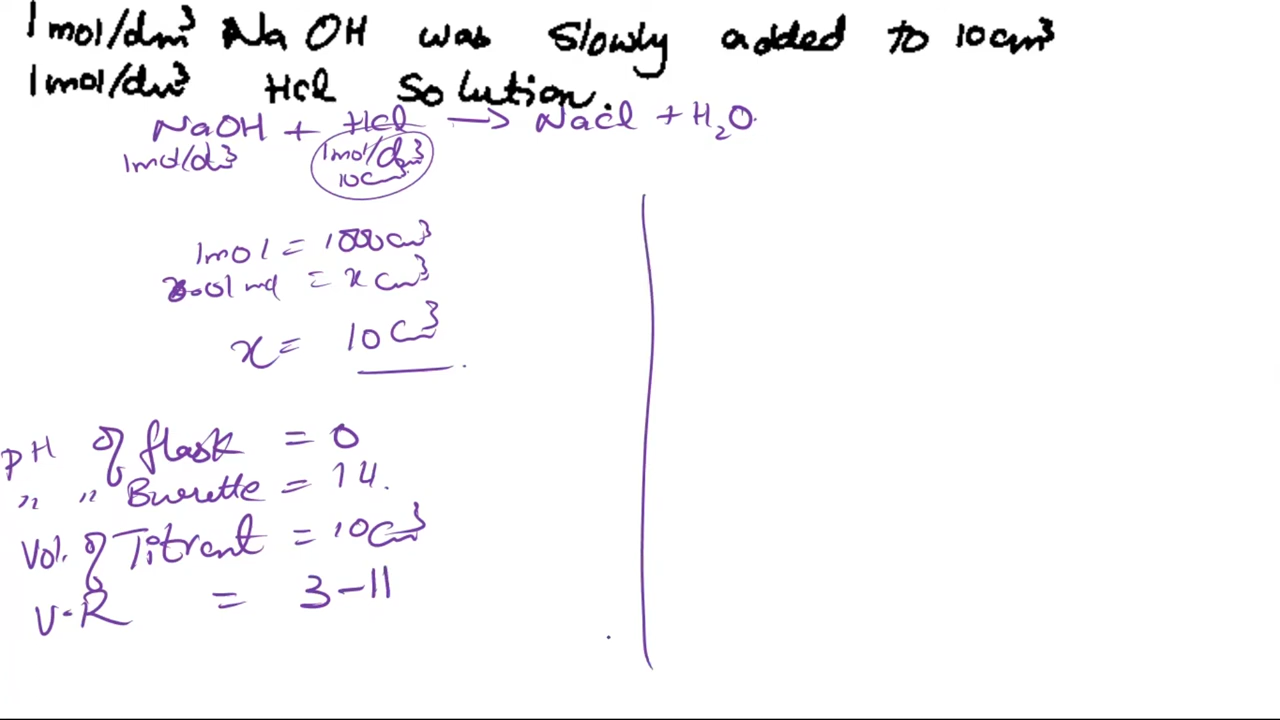 1mol/dm³ NaOH was slowly added to 10cm³
1mol/dm³ HCl solution.
NaOH + HCl → NaCl + H₂O
1mol/dm³ 1mol/dm³
10cm³
1mol = 1000cm³
0.01 mol = x cm³
x = 10cm³
pH of flask = 0
" " Burette = 14.
Vol. of Titrant = 10cm³
V.R = 3-11